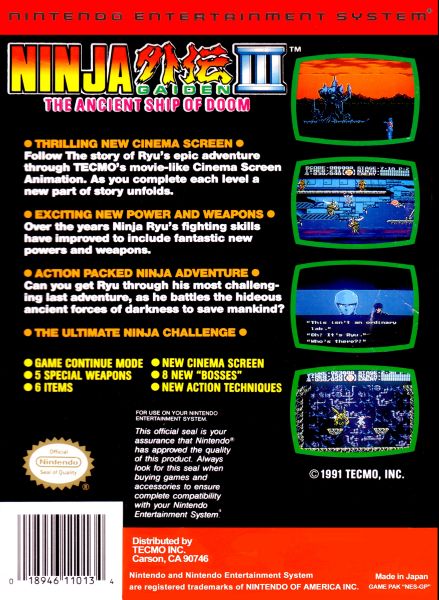 NINTENDO ENTERTAINMENT SYSTEM®
NINJA 外伝 III™
GAIDEN
THE ANCIENT SHIP OF DOOM
● THRILLING NEW CINEMA SCREEN ●
Follow The story of Ryu's epic adventure
through TECMO's movie-like Cinema Screen
Animation. As you complete each level a
new part of story unfolds.
● EXCITING NEW POWER AND WEAPONS ●
Over the years Ninja Ryu's fighting skills
have improved to include fantastic new
powers and weapons.
● ACTION PACKED NINJA ADVENTURE ●
Can you get Ryu through his most challeng-
ing last adventure, as he battles the hideous
ancient forces of darkness to save mankind?
● THE ULTIMATE NINJA CHALLENGE ●
● GAME CONTINUE MODE
● 5 SPECIAL WEAPONS
● 6 ITEMS
● NEW CINEMA SCREEN
● 8 NEW "BOSSES"
● NEW ACTION TECHNIQUES
"This isn't an ordinary
lab."
"Oh! It's Ryu."
"Who's there?!"
FOR USE ON YOUR NINTENDO
ENTERTAINMENT SYSTEM.
This official seal is your
assurance that Nintendo®
has approved the quality
of this product. Always
look for this seal when
buying games and
accessories to ensure
complete compatibility
with your Nintendo
Entertainment System.®
Official
Nintendo
Seal of Quality
®
© 1991 TECMO, INC.
Distributed by
TECMO INC.
Carson, CA 90746
Made in Japan
GAME PAK "NES-GP"
Nintendo and Nintendo Entertainment System
are registered trademarks of NINTENDO OF AMERICA INC.
0 18946 11013 4